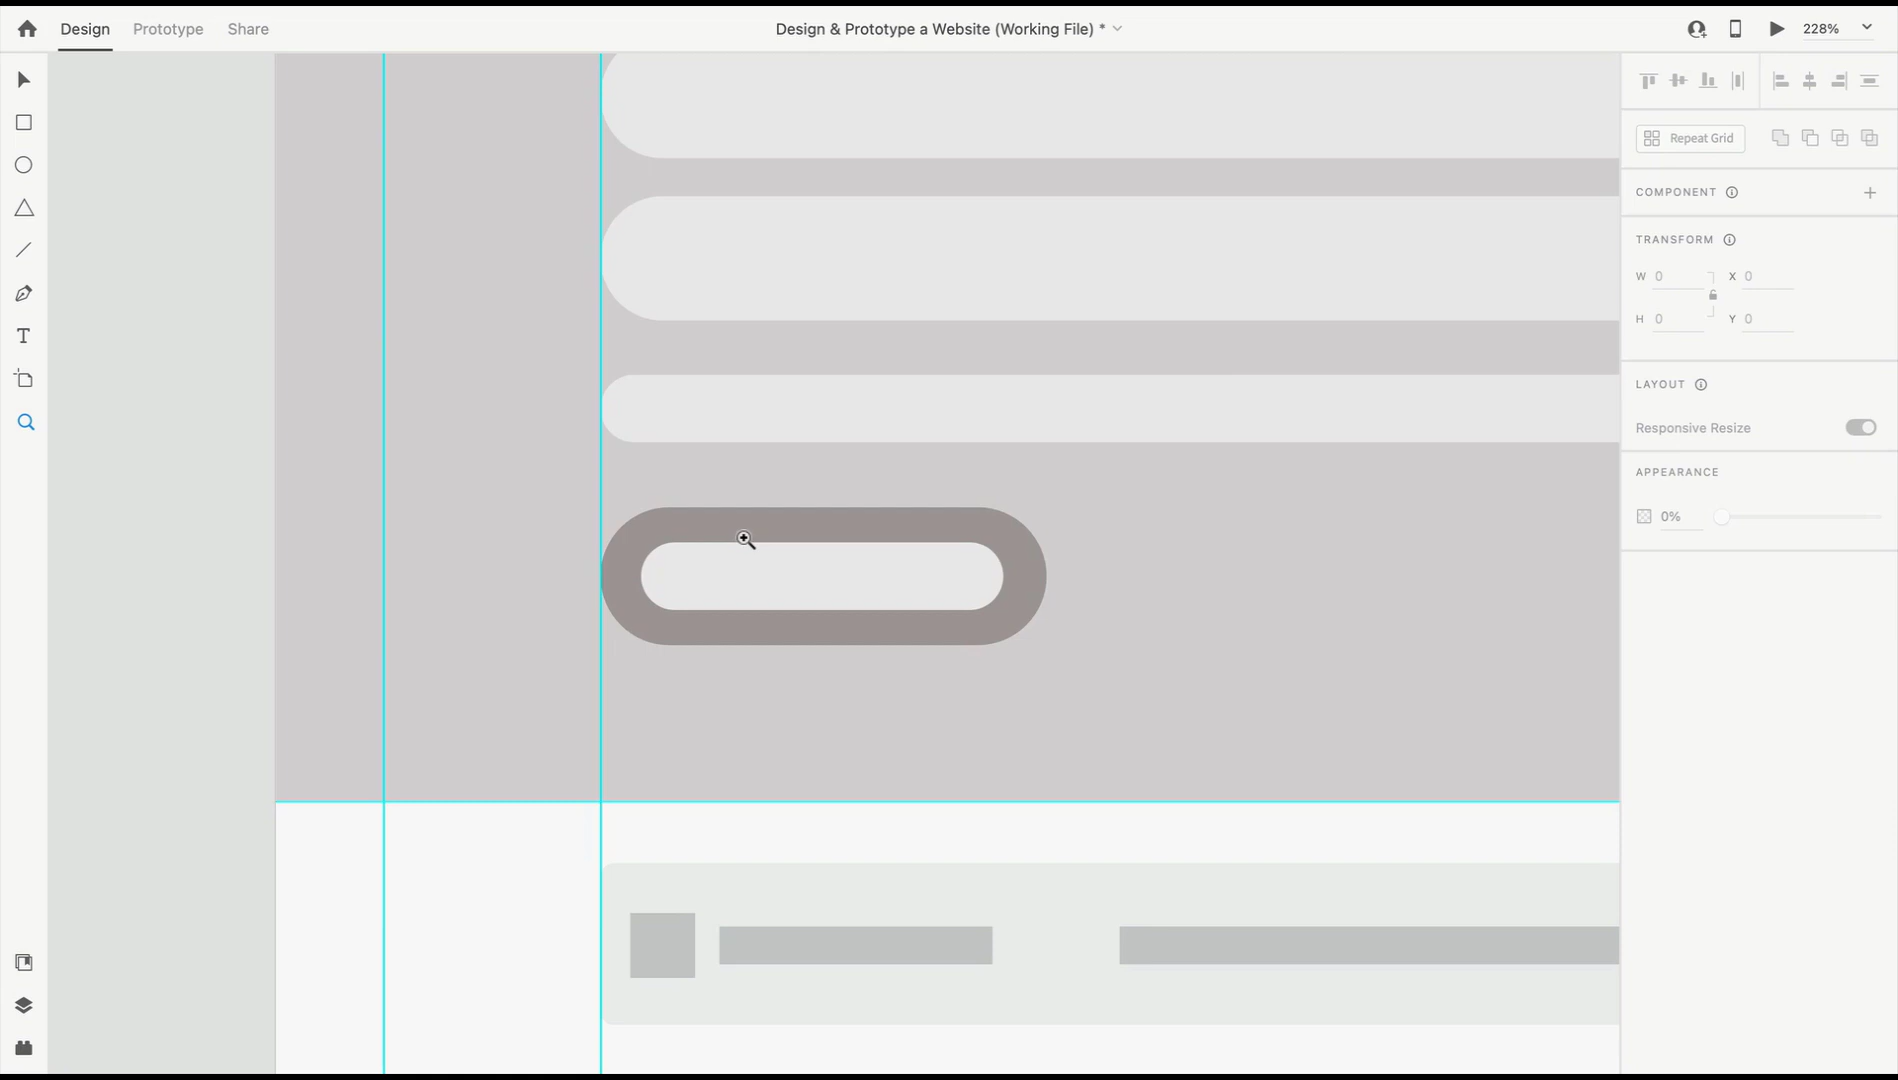 Design Prototype Share Design & Prototype a Website (Working File) * 228%
Repeat Grid
COMPONENT
TRANSFORM
W 0 X 0
H 0 Y 0
LAYOUT
Responsive Resize
APPEARANCE
0%
T